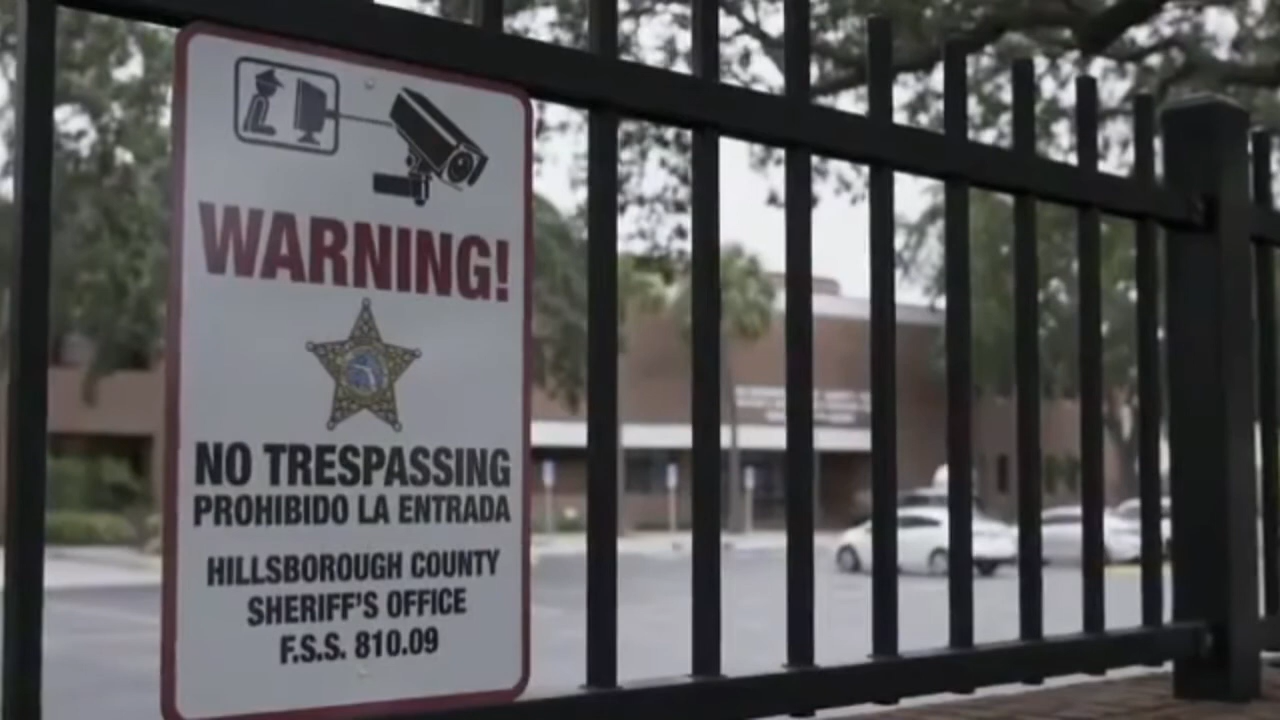 WARNING!
NO TRESPASSING
PROHIBIDO LA ENTRADA
HILLSBOROUGH COUNTY
SHERIFF'S OFFICE
F.S.S. 810.09